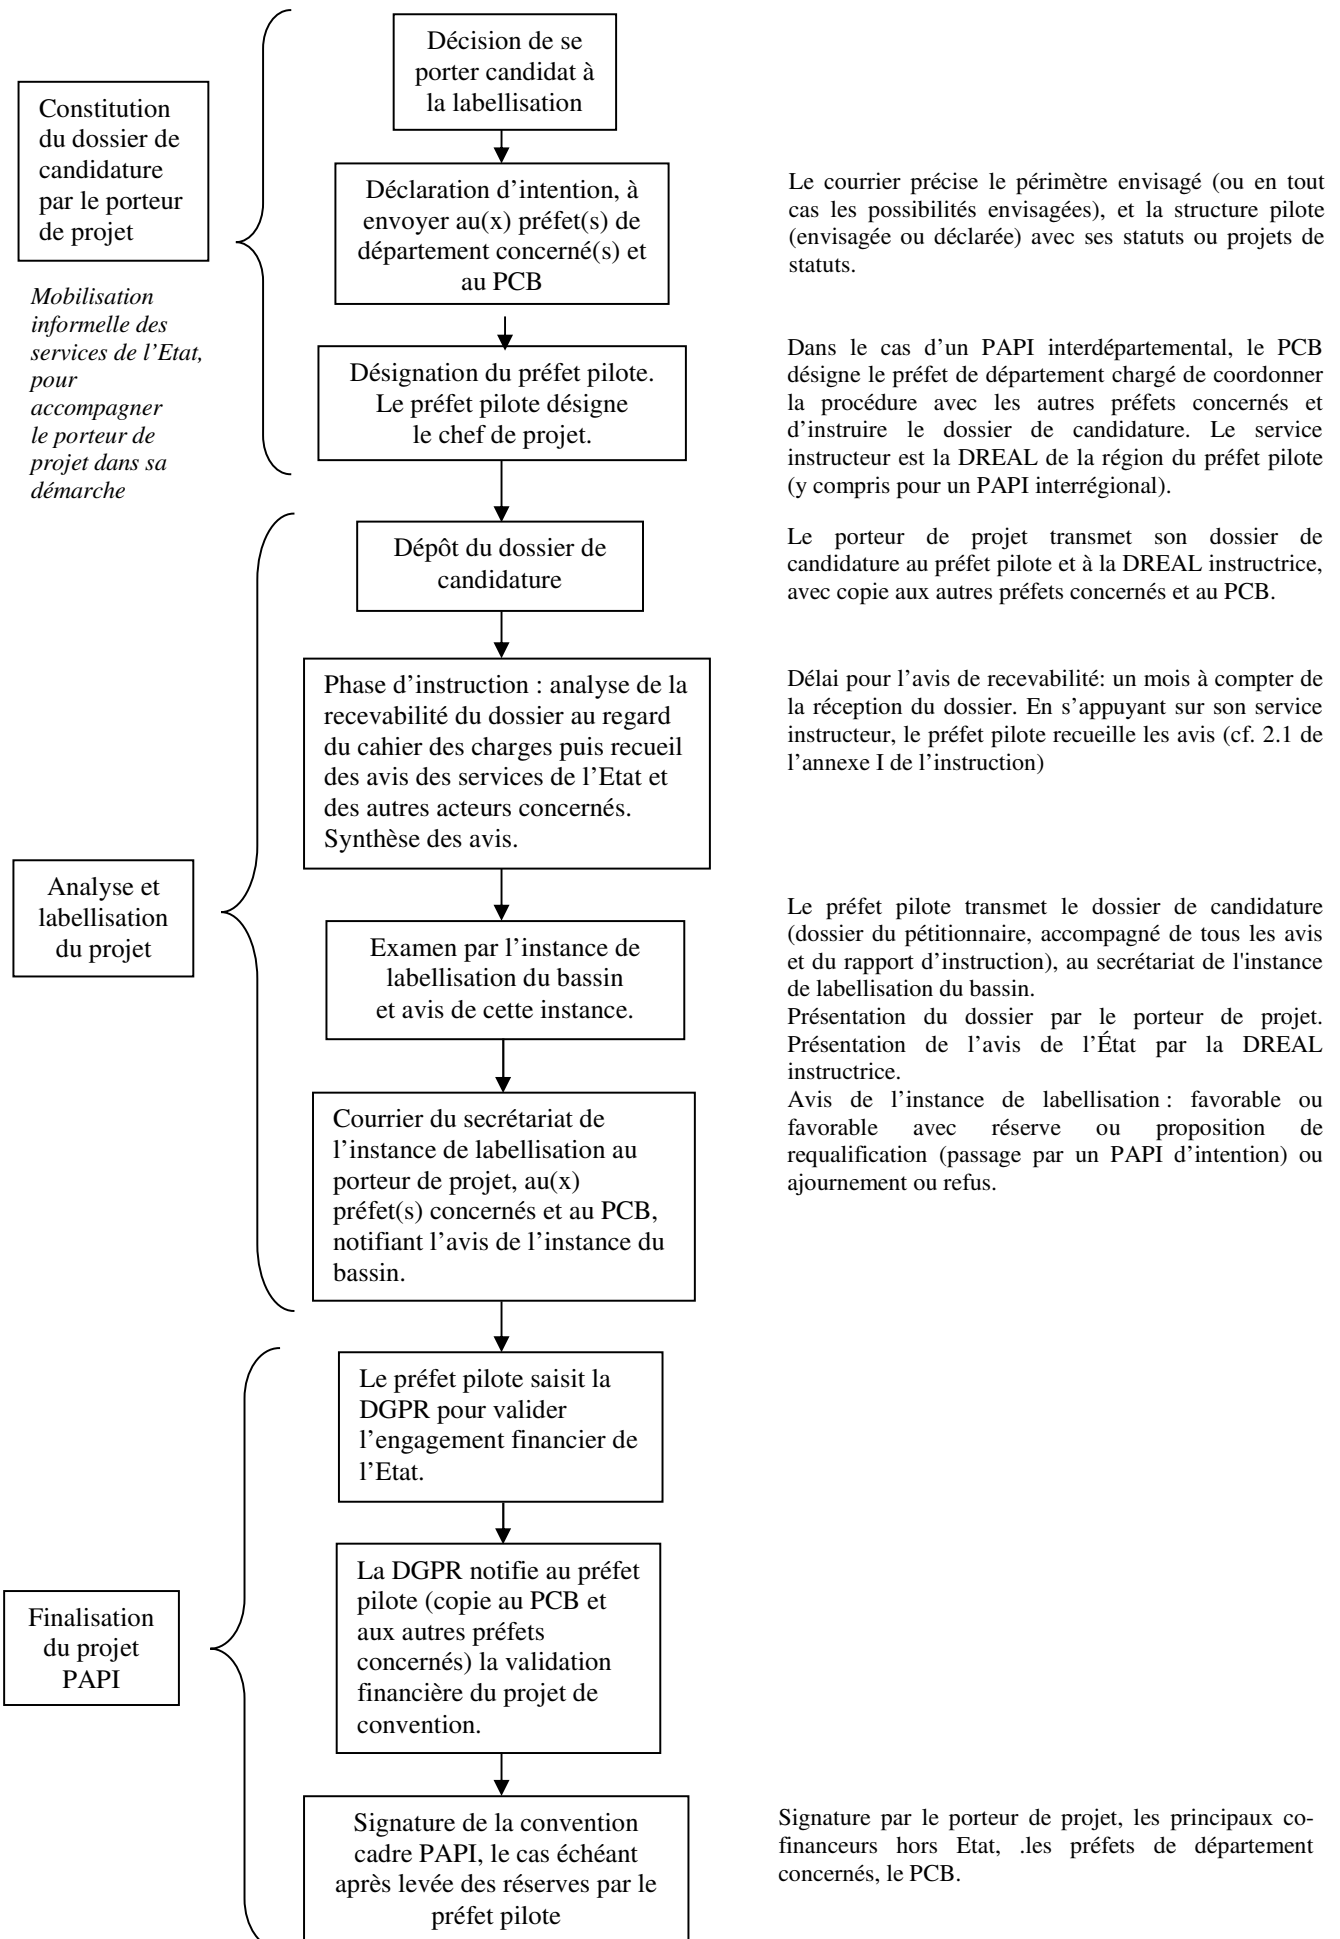 Décision de se
porter candidat à
la labellisation
Constitution
du dossier de
candidature
par le porteur
de projet
Mobilisation
informelle des
services de l'Etat,
pour
accompagner
le porteur de
projet dans sa
démarche
Déclaration d'intention, à
envoyer au(x) préfet(s) de
département concerné(s) et
au PCB
Le courrier précise le périmètre envisagé (ou en tout
cas les possibilités envisagées), et la structure pilote
(envisagée ou déclarée) avec ses statuts ou projets de
statuts.
Désignation du préfet pilote.
Le préfet pilote désigne
le chef de projet.
Dans le cas d'un PAPI interdépartemental, le PCB
désigne le préfet de département chargé de coordonner
la procédure avec les autres préfets concernés et
d'instruire le dossier de candidature. Le service
instructeur est la DREAL de la région du préfet pilote
(y compris pour un PAPI interrégional).
Dépôt du dossier de
candidature
Le porteur de projet transmet son dossier de
candidature au préfet pilote et à la DREAL instructrice,
avec copie aux autres préfets concernés et au PCB.
Phase d'instruction : analyse de la
recevabilité du dossier au regard
du cahier des charges puis recueil
des avis des services de l'Etat et
des autres acteurs concernés.
Synthèse des avis.
Délai pour l'avis de recevabilité: un mois à compter de
la réception du dossier. En s'appuyant sur son service
instructeur, le préfet pilote recueille les avis (cf. 2.1 de
l'annexe I de l'instruction)
Analyse et
labellisation
du projet
Examen par l'instance de
labellisation du bassin
et avis de cette instance.
Le préfet pilote transmet le dossier de candidature
(dossier du pétitionnaire, accompagné de tous les avis
et du rapport d'instruction), au secrétariat de l'instance
de labellisation du bassin.
Présentation du dossier par le porteur de projet.
Présentation de l'avis de l'État par la DREAL
instructrice.
Avis de l'instance de labellisation : favorable ou
favorable avec réserve ou proposition de
requalification (passage par un PAPI d'intention) ou
ajournement ou refus.
Courrier du secrétariat de
l'instance de labellisation au
porteur de projet, au(x)
préfet(s) concernés et au PCB,
notifiant l'avis de l'instance du
bassin.
Le préfet pilote saisit la
DGPR pour valider
l'engagement financier de
l'Etat.
Finalisation
du projet
PAPI
La DGPR notifie au préfet
pilote (copie au PCB et
aux autres préfets
concernés) la validation
financière du projet de
convention.
Signature de la convention
cadre PAPI, le cas échéant
après levée des réserves par le
préfet pilote
Signature par le porteur de projet, les principaux co-
financeurs hors Etat, .les préfets de département
concernés, le PCB.